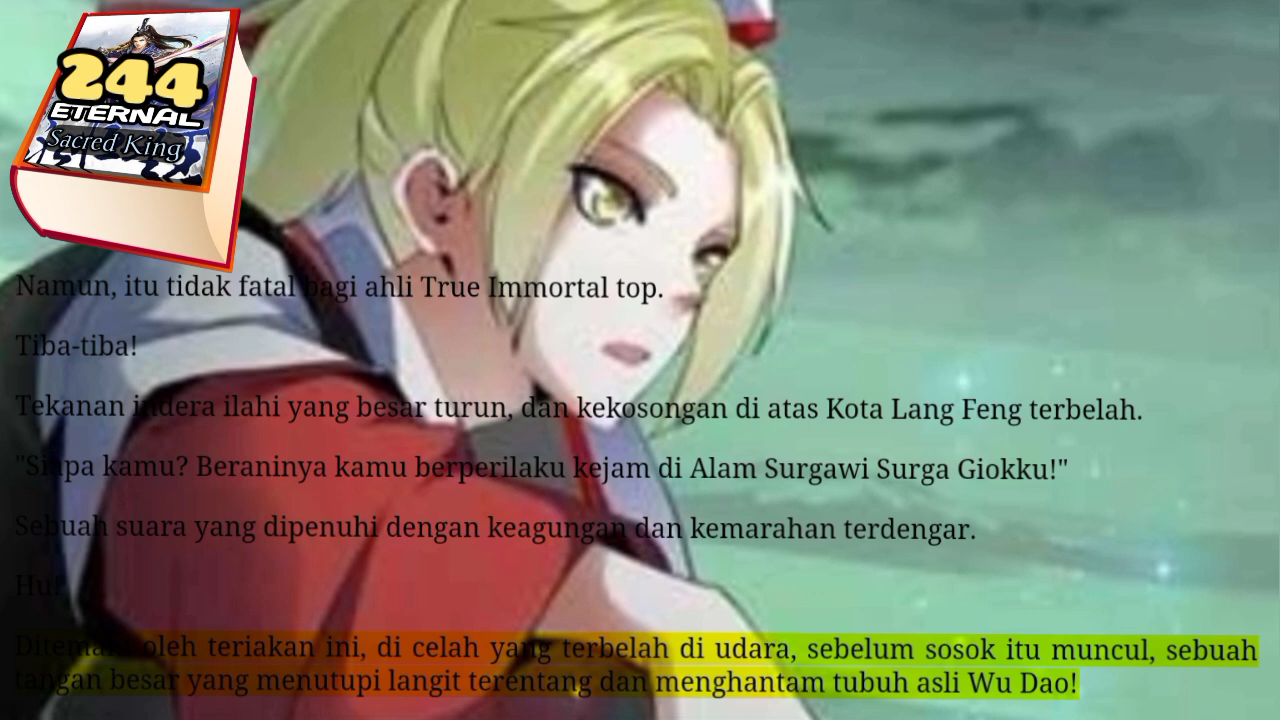 244
ETERNAL
Sacred King
Namun, itu tidak fatal bagi ahli True Immortal top.
Tiba-tiba!
Tekanan indera ilahi yang besar turun, dan kekosongan di atas Kota Lang Feng terbelah.
"Siapa kamu? Beraninya kamu berperilaku kejam di Alam Surgawi Surga Giokku!"
Sebuah suara yang dipenuhi dengan keagungan dan kemarahan terdengar.
Hu!
Ditemani oleh teriakan ini, di celah yang terbelah di udara, sebelum sosok itu muncul, sebuah
tangan besar yang menutupi langit terentang dan menghantam tubuh asli Wu Dao!